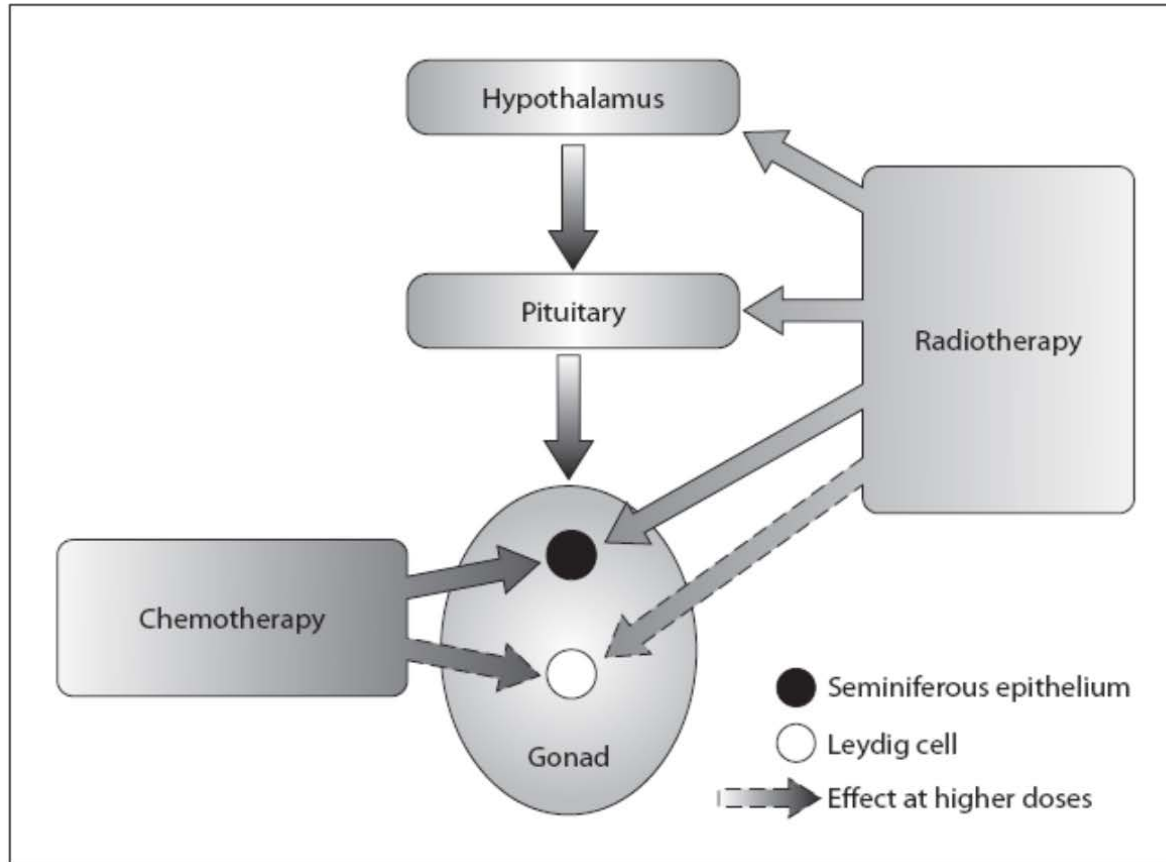 Hypothalamus
Pituitary
Radiotherapy
Chemotherapy
Gonad
Seminiferous epithelium
Leydig cell
Effect at higher doses